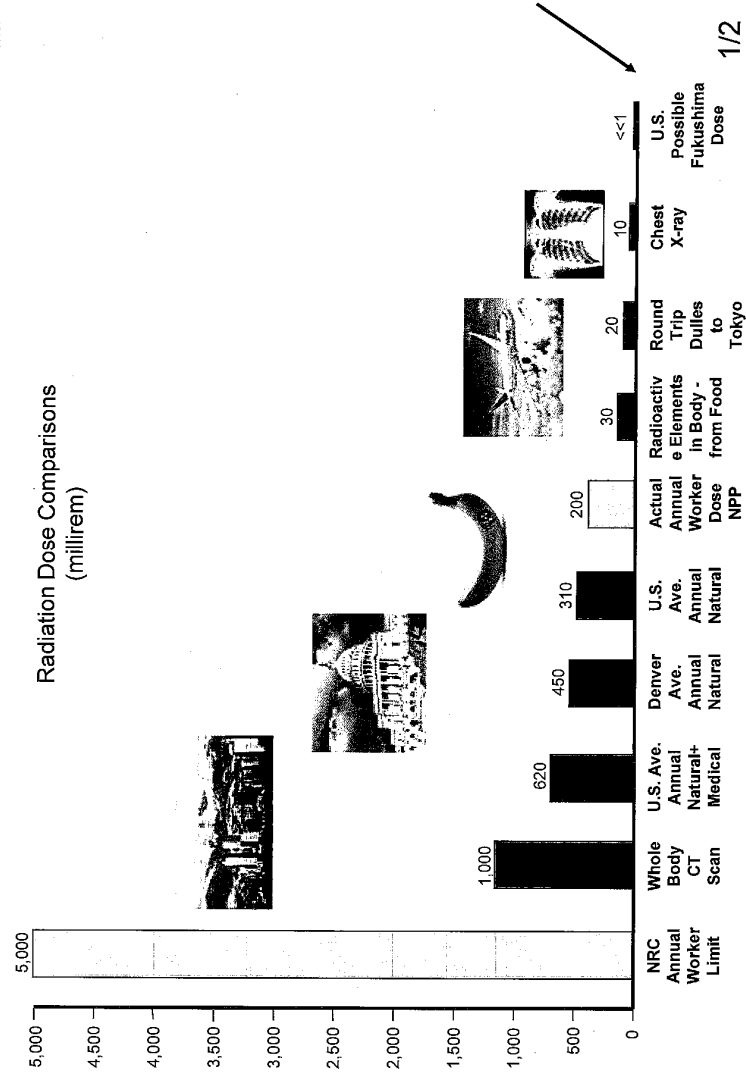 Radiation Dose Comparisons
(millirem)
5,000
4,500
4,000
3,500
3,000
2,500
2,000
1,500
1,000
500
0
5,000
1,000
620
450
310
200
30
20
10
<<1
NRC
Annual
Worker
Limit
Whole
Body
CT
Scan
U.S. Ave.
Annual
Natural+
Medical
Denver
Ave.
Annual
Natural
U.S.
Ave.
Annual
Natural
Actual
Annual
Worker
Dose
NPP
Radioactiv
e Elements
in Body -
from Food
Round
Trip
Dulles
to
Tokyo
Chest
X-ray
U.S.
Possible
Fukushima
Dose
1/2